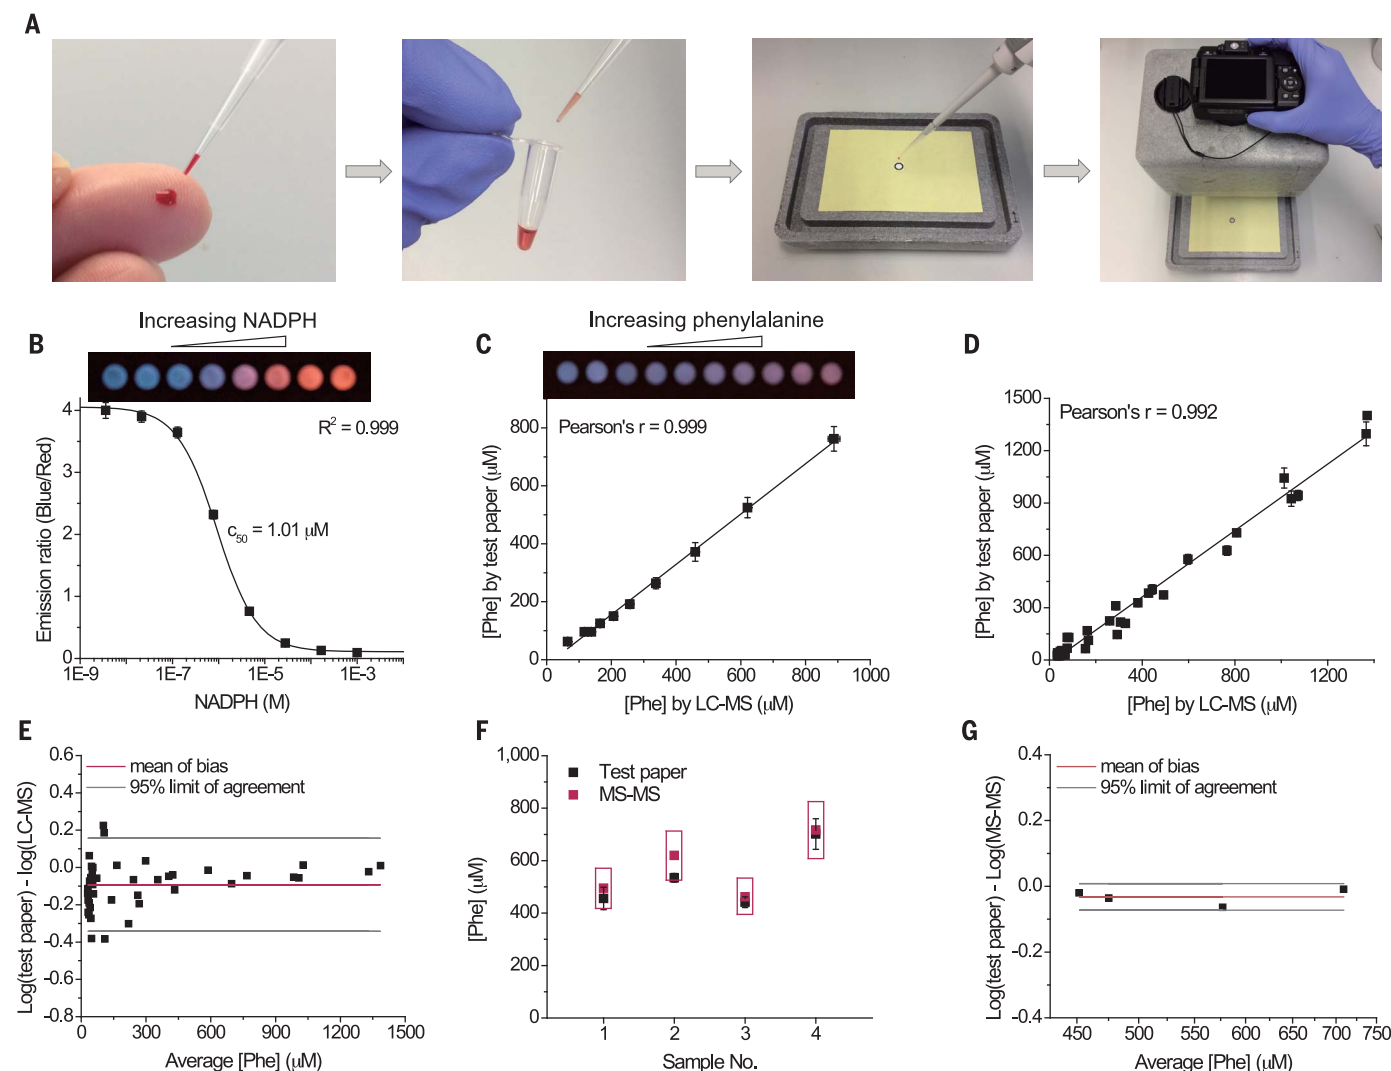 A
B
Increasing NADPH
R² = 0.999
c₅₀ = 1.01 μM
Emission ratio (Blue/Red)
4
3
2
1
0
1E-9
1E-7
1E-5
1E-3
NADPH (M)
C
Increasing phenylalanine
Pearson's r = 0.999
[Phe] by test paper (μM)
800
600
400
200
0
0
200
400
600
800
1000
[Phe] by LC-MS (μM)
D
Pearson's r = 0.992
[Phe] by test paper (μM)
1500
1200
900
600
300
0
0
400
800
1200
[Phe] by LC-MS (μM)
E
mean of bias
95% limit of agreement
Log(test paper) - log(LC-MS)
0.6
0.4
0.2
0.0
-0.2
-0.4
-0.6
-0.8
0
300
600
900
1200
1500
Average [Phe] (μM)
F
Test paper
MS-MS
[Phe] (μM)
1,000
800
600
400
200
0
1
2
3
4
Sample No.
G
mean of bias
95% limit of agreement
Log(test paper) - Log(MS-MS)
0.4
0.2
0.0
-0.2
-0.4
450
500
550
600
650
700
750
Average [Phe] (μM)